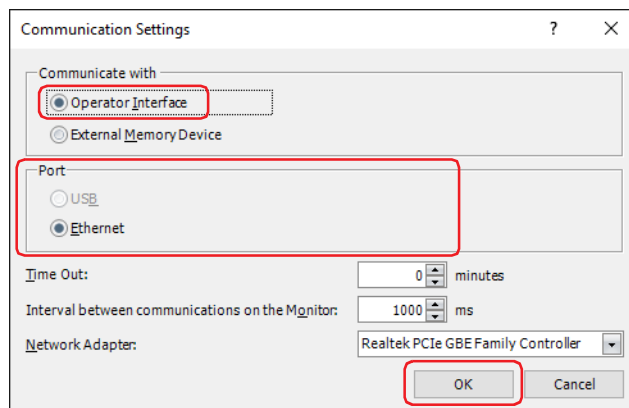 Communication Settings ?
Communicate with
Operator Interface
External Memory Device
Port
USB
Ethernet
Time Out: 0 minutes
Interval between communications on the Monitor: 1000 ms
Network Adapter: Realtek PCIe GBE Family Controller
OK Cancel